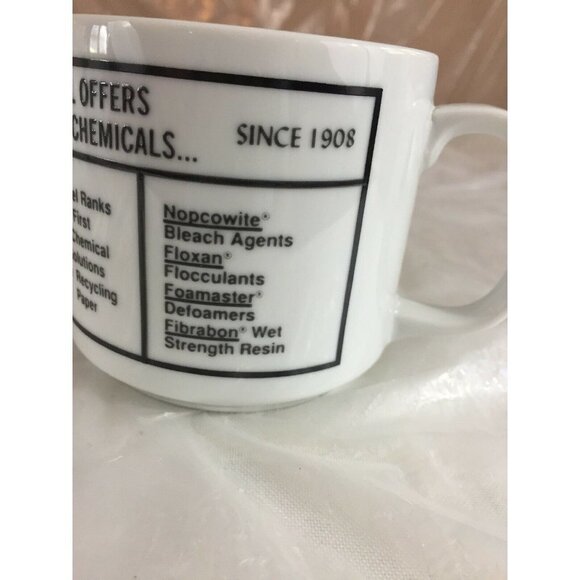 OFFERS
CHEMICALS...
SINCE 1908
Ranks
First
Chemical
Recycling
Paper
Nopcowite®
Bleach Agents
Floxan®
Flocculants
Foamaster®
Defoamers
Fibrabon® Wet
Strength Resin